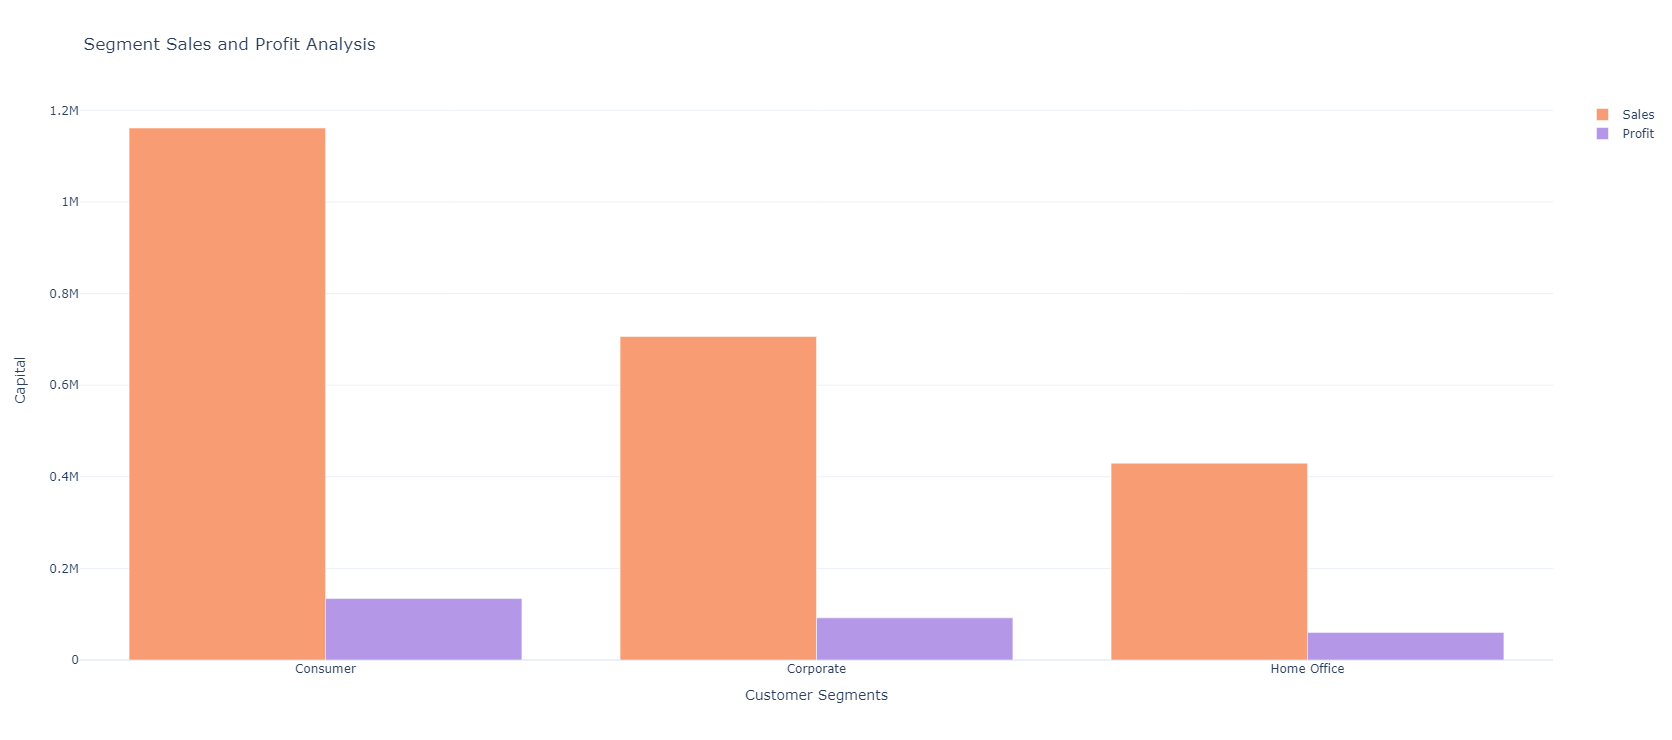 Segment Sales and Profit Analysis
1.2M
1M
0.8M
0.6M
0.4M
0.2M
0
Capital
Consumer
Corporate
Home Office
Customer Segments
Sales
Profit